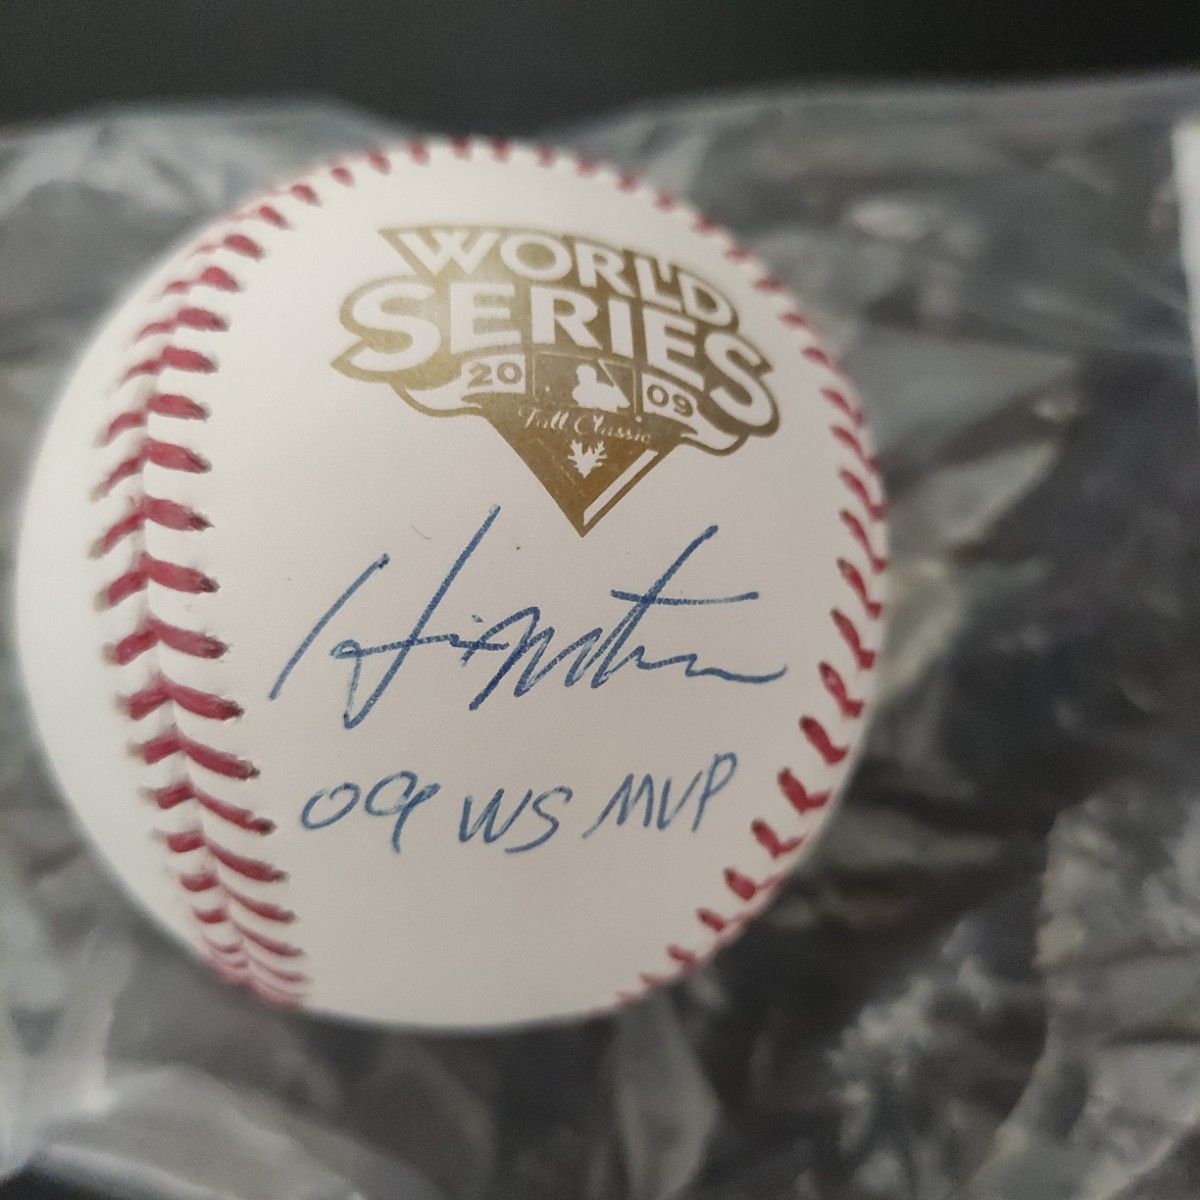 WORLD
SERIES
20 09
Fall Classic
09 WS MVP